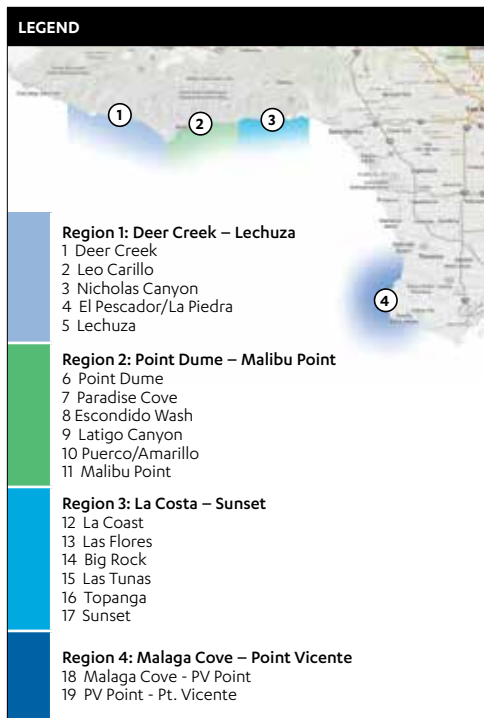 LEGEND
1
2
3
4
Region 1: Deer Creek – Lechuza
1 Deer Creek
2 Leo Carillo
3 Nicholas Canyon
4 El Pescador/La Piedra
5 Lechuza
Region 2: Point Dume – Malibu Point
6 Point Dume
7 Paradise Cove
8 Escondido Wash
9 Latigo Canyon
10 Puerco/Amarillo
11 Malibu Point
Region 3: La Costa – Sunset
12 La Coast
13 Las Flores
14 Big Rock
15 Las Tunas
16 Topanga
17 Sunset
Region 4: Malaga Cove – Point Vicente
18 Malaga Cove - PV Point
19 PV Point - Pt. Vicente